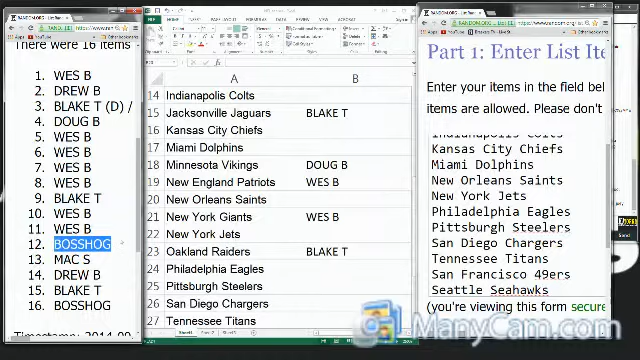 There were 16 items
1. WES B
2. DREW B
3. BLAKE T (D) /
4. DOUG B
5. WES B
6. WES B
7. WES B
8. WES B
9. BLAKE T
10. WES B
11. WES B
12. BOSSHOG
13. MAC S
14. DREW B
15. BLAKE T
16. BOSSHOG
A B
14 Indianapolis Colts
15 Jacksonville Jaguars BLAKE T
16 Kansas City Chiefs
17 Miami Dolphins
18 Minnesota Vikings DOUG B
19 New England Patriots WES B
20 New Orleans Saints
21 New York Giants WES B
22 New York Jets
23 Oakland Raiders BLAKE T
24 Philadelphia Eagles
25 Pittsburgh Steelers
26 San Diego Chargers
27 Tennessee Titans
Part 1: Enter List Ite
Enter your items in the field bel
items are allowed. Please don't
Indianapolis Colts
Kansas City Chiefs
Miami Dolphins
New Orleans Saints
New York Jets
Philadelphia Eagles
Pittsburgh Steelers
San Diego Chargers
Tennessee Titans
San Francisco 49ers
Seattle Seahawks
(you're viewing this form secure
ManyCam.com